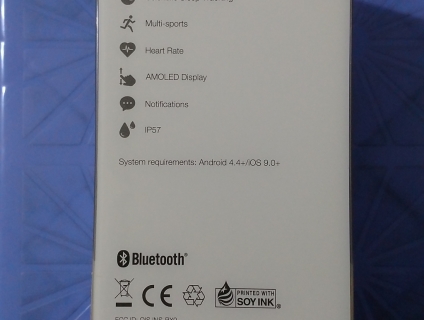 Multi-sports
Heart Rate
AMOLED Display
Notifications
IP57
System requirements: Android 4.4+/iOS 9.0+
Bluetooth®
CE
PRINTED WITH
SOY INK®